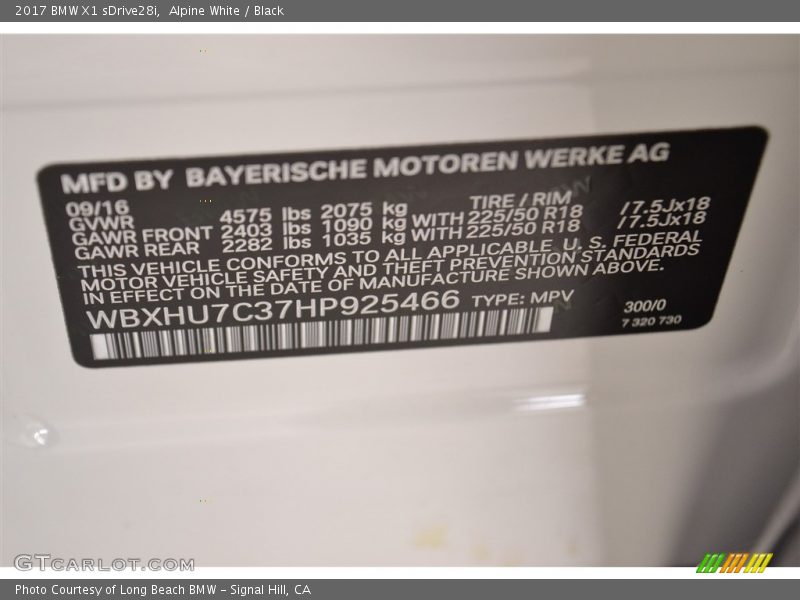 2017 BMW X1 sDrive28i, Alpine White / Black
MFD BY BAYERISCHE MOTOREN WERKE AG
09/16 TIRE / RIM
GVWR 4575 lbs 2075 kg
GAWR FRONT 2403 lbs 1090 kg WITH 225/50 R18 /7.5Jx18
GAWR REAR 2282 lbs 1035 kg WITH 225/50 R18 /7.5Jx18
THIS VEHICLE CONFORMS TO ALL APPLICABLE U. S. FEDERAL
MOTOR VEHICLE SAFETY AND THEFT PREVENTION STANDARDS
IN EFFECT ON THE DATE OF MANUFACTURE SHOWN ABOVE.
WBXHU7C37HP925466 TYPE: MPV
300/0
7 320 730
GTCARLOT.COM
Photo Courtesy of Long Beach BMW - Signal Hill, CA